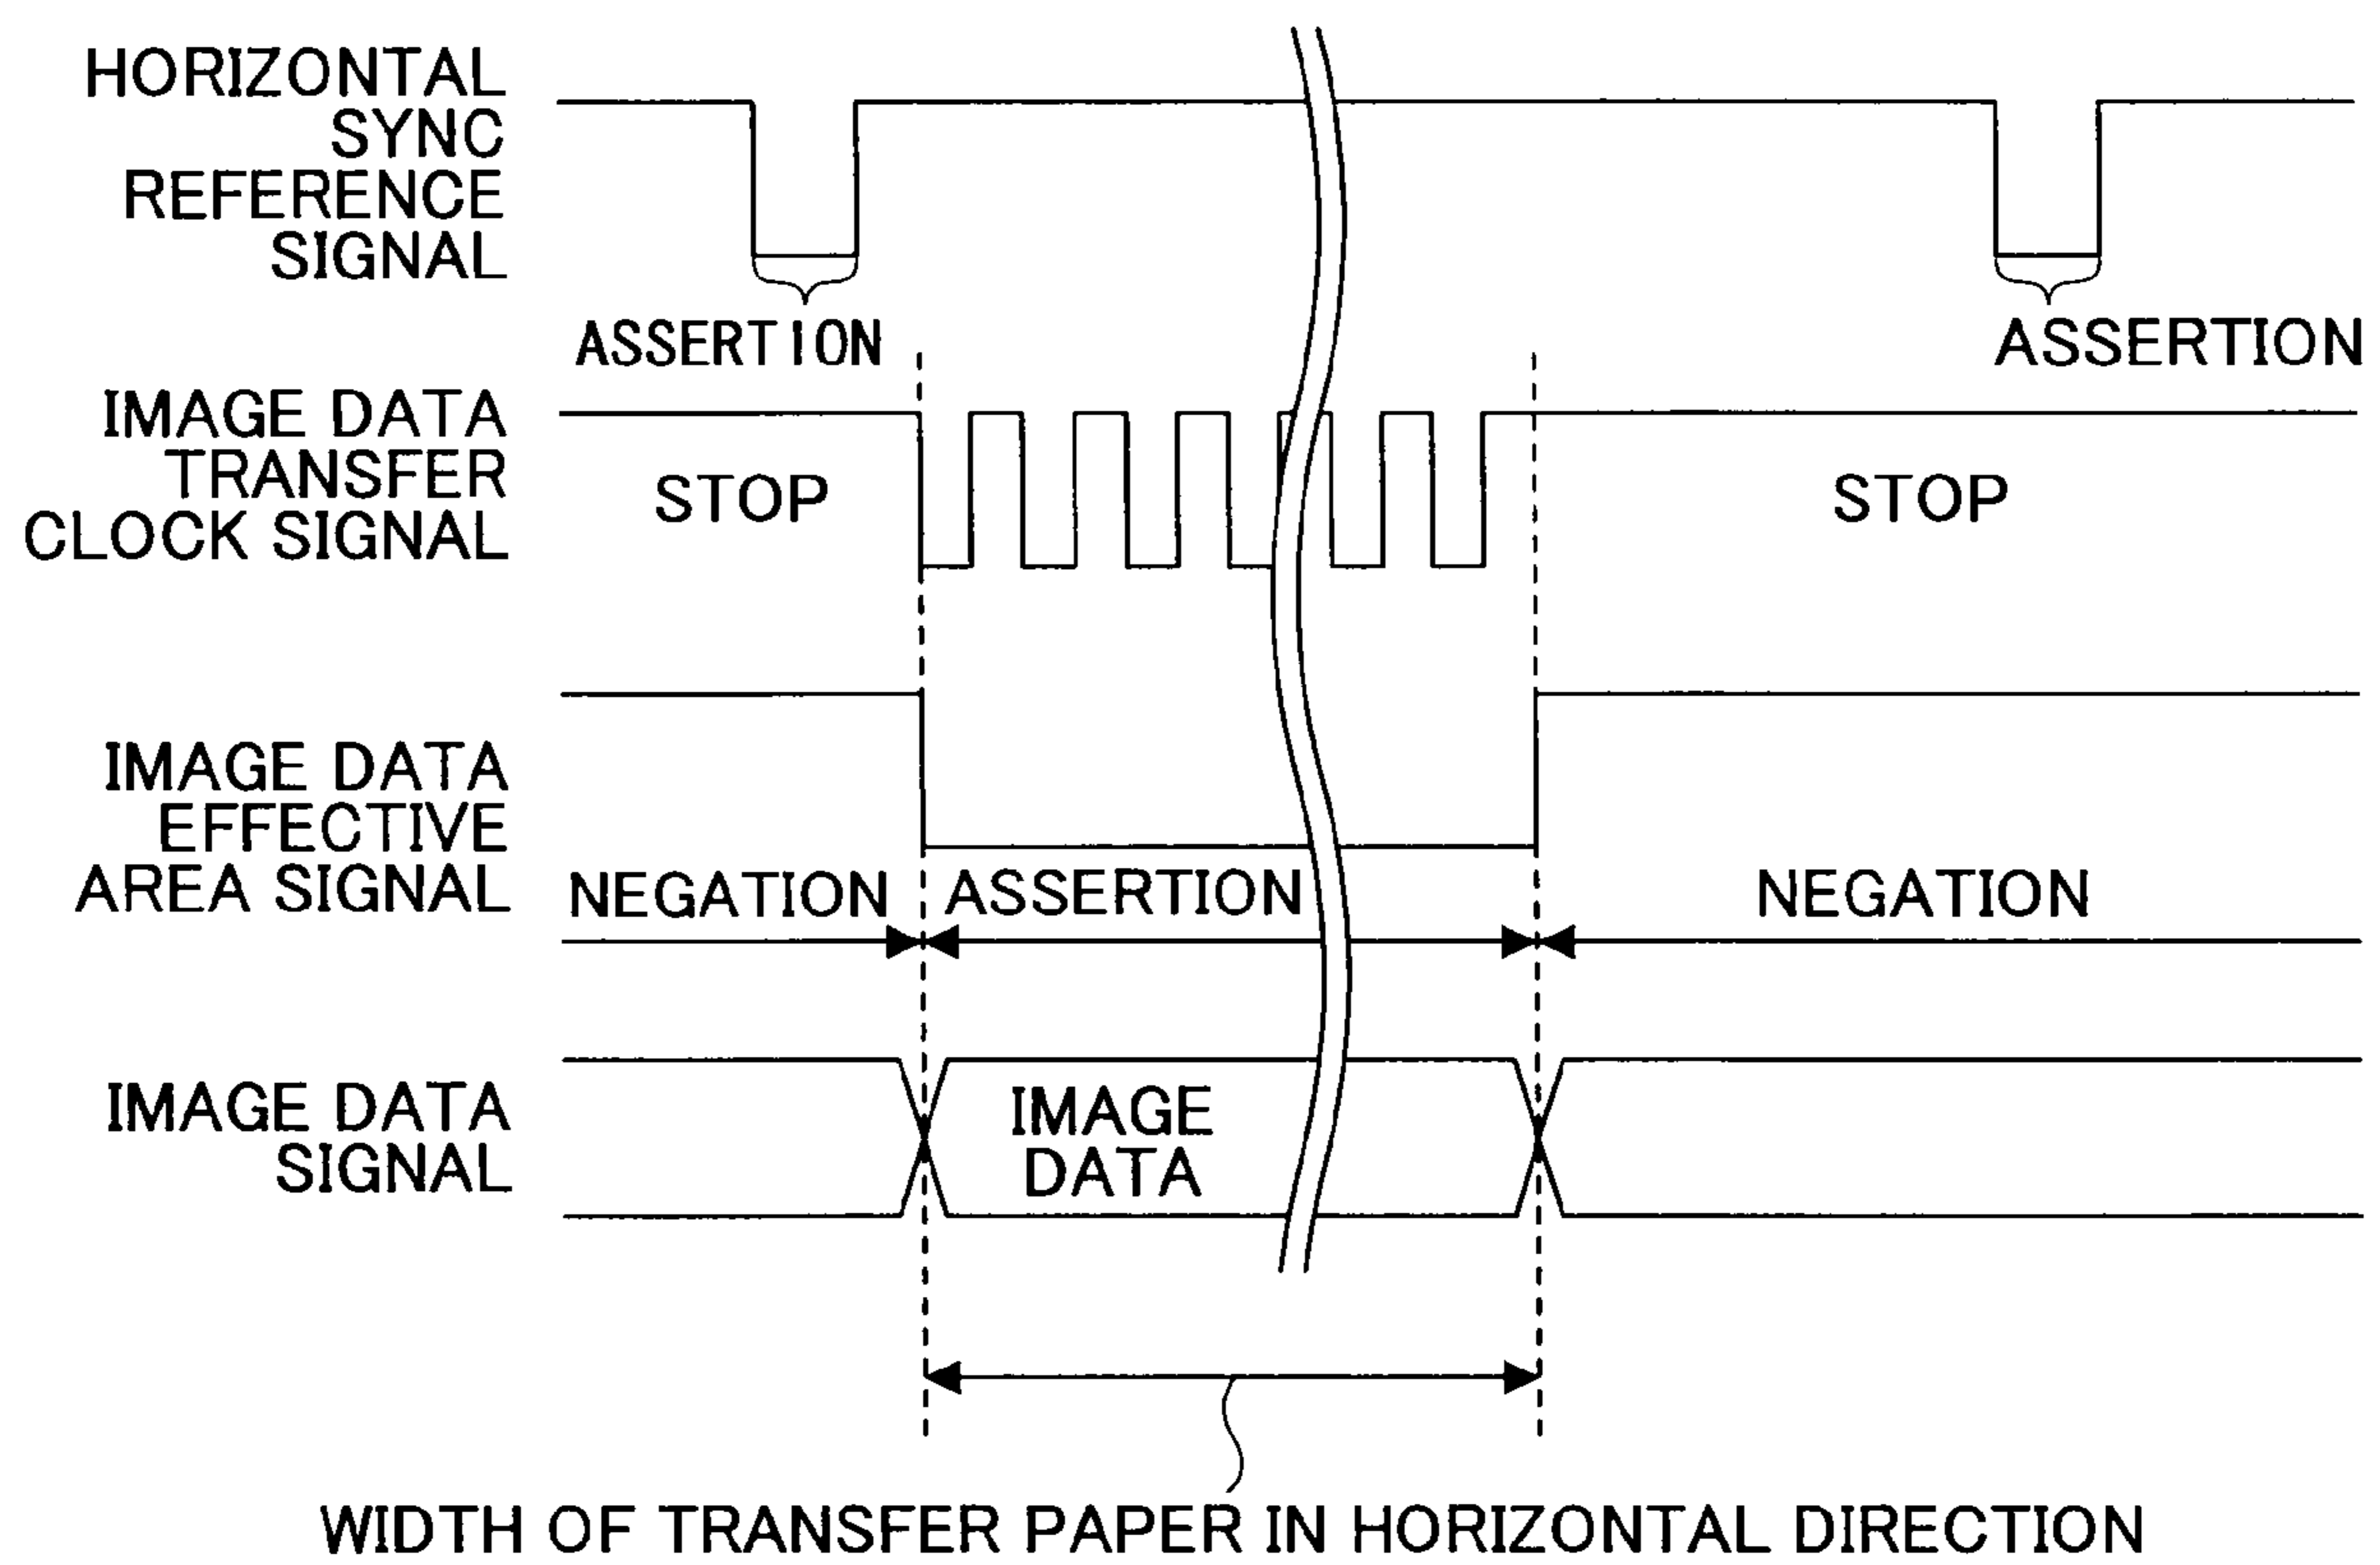 HORIZONTAL
SYNC
REFERENCE
SIGNAL
ASSERTION
ASSERTION
IMAGE DATA
TRANSFER
CLOCK SIGNAL
STOP
STOP
IMAGE DATA
EFFECTIVE
AREA SIGNAL
NEGATION
ASSERTION
NEGATION
IMAGE DATA
SIGNAL
IMAGE
DATA
WIDTH OF TRANSFER PAPER IN HORIZONTAL DIRECTION